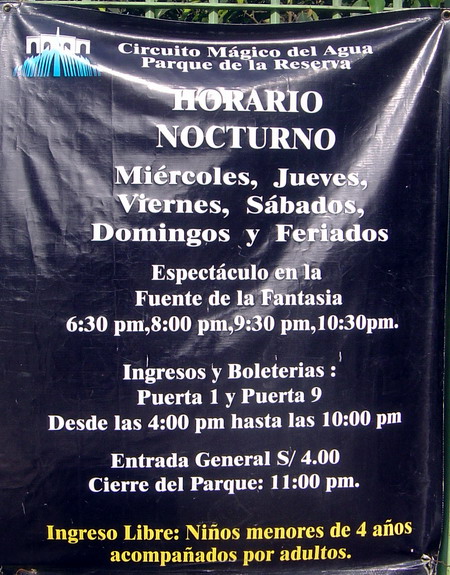 Circuito Mágico del Agua
Parque de la Reserva
HORARIO
NOCTURNO
Miércoles, Jueves,
Viernes, Sábados,
Domingos y Feriados
Espectáculo en la
Fuente de la Fantasia
6:30 pm,8:00 pm,9:30 pm,10:30pm.
Ingresos y Boleterias :
Puerta 1 y Puerta 9
Desde las 4:00 pm hasta las 10:00 pm
Entrada General S/ 4.00
Cierre del Parque: 11:00 pm.
Ingreso Libre: Niños menores de 4 años
acompañados por adultos.